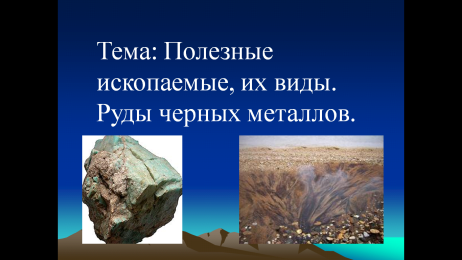 Тема: Полезные
ископаемые, их виды.
Руды черных металлов.